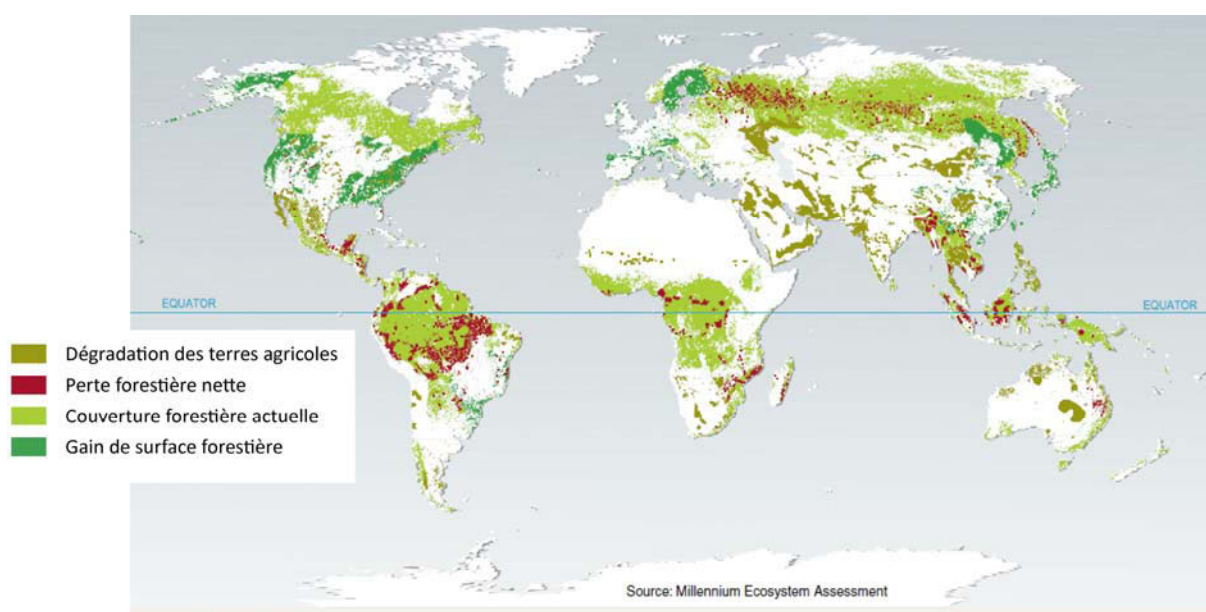 EQUATOR
EQUATOR
Dégradation des terres agricoles
Perte forestière nette
Couverture forestière actuelle
Gain de surface forestière
Source: Millennium Ecosystem Assessment